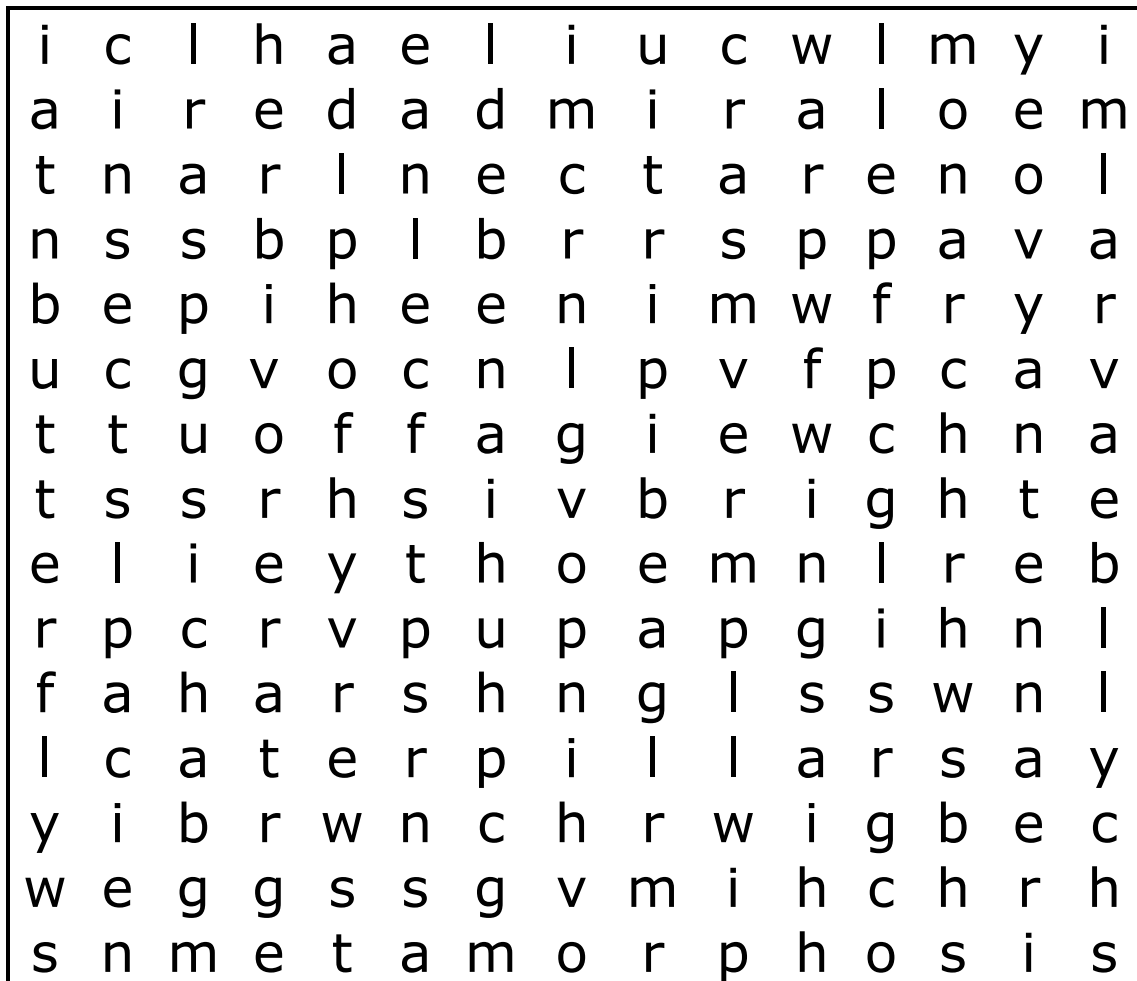 i c l h a e l i u c w l m y i
a i r e d a d m i r a l o e m
t n a r l n e c t a r e n o l
n s s b p l b r r s p p a v a
b e p i h e e n i m w f r y r
u c g v o c n l p v f p c a v
t t u o f f a g i e w c h n a
t s s r h s i v b r i g h t e
e l i e y t h o e m n l r e b
r p c r v p u p a p g i h n l
f a h a r s h n g l s s w n l
l c a t e r p i l l a r s a y
y i b r w n c h r w i g b e c
w e g g s s g v m i h c h r h
s n m e t a m o r p h o s i s